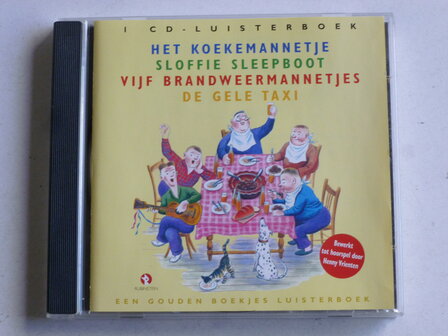 1 CD-LUISTERBOEK
HET KOEKEMANNETJE
SLOFFIE SLEEPBOOT
VIJF BRANDWEERMANNETJES
DE GELE TAXI
Bewerkt
tot hoorspel door
Henny Vrienten
RUBINSTEIN
EEN GOUDEN BOEKJES LUISTERBOEK